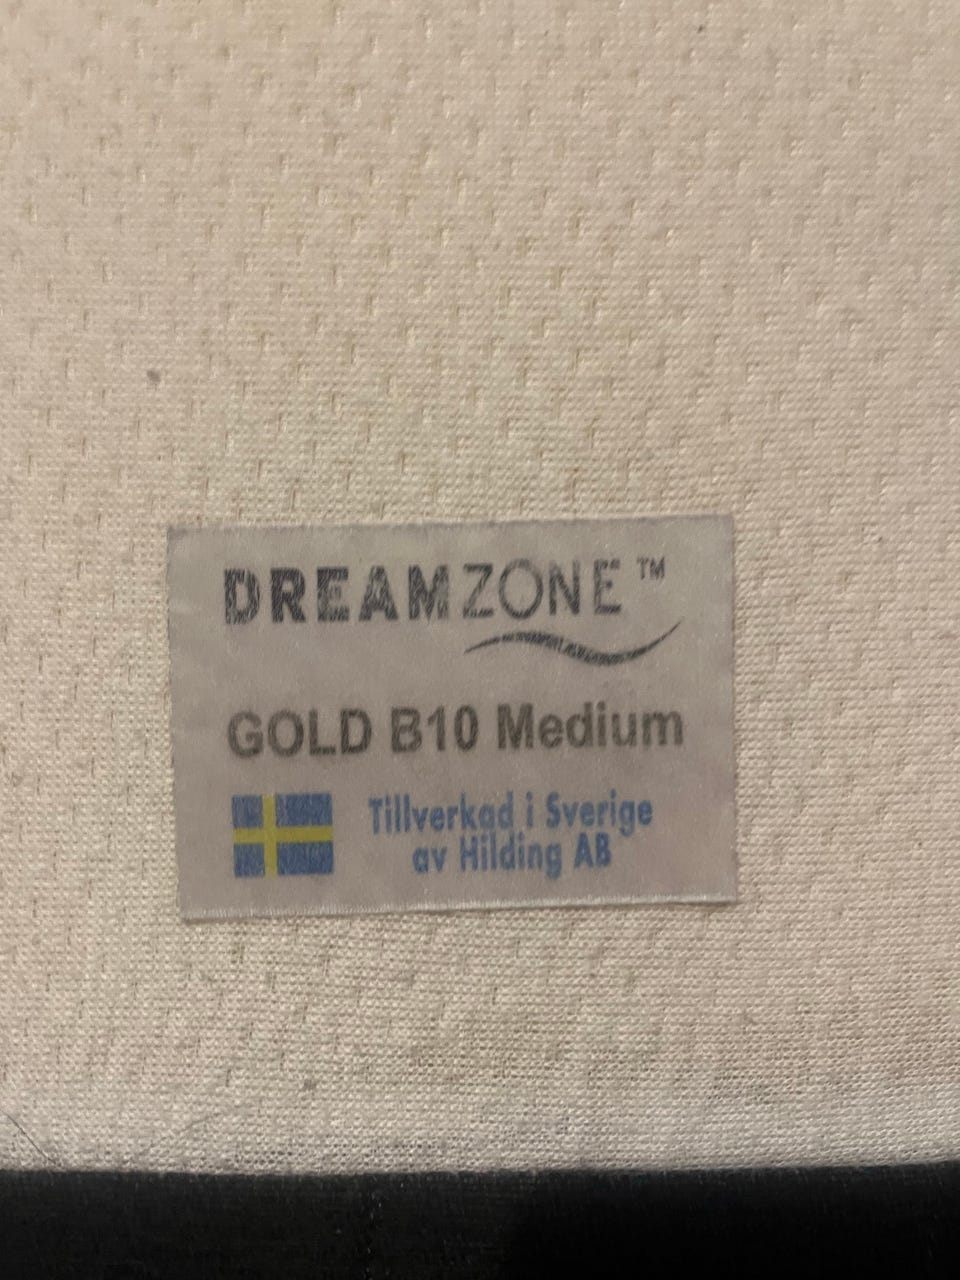 DREAMZONE™
GOLD B10 Medium
Tillverkad i Sverige
av Hilding AB